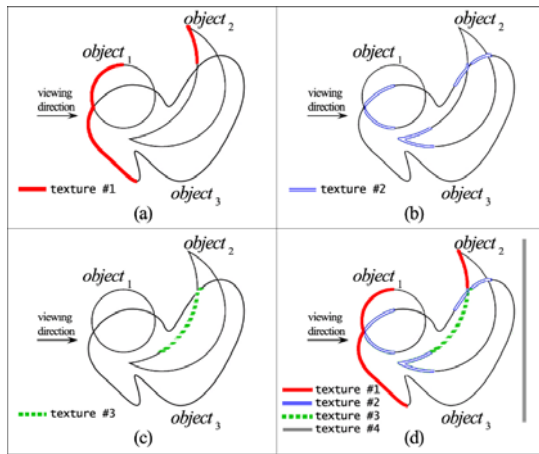 object 2
object 1
viewing
direction
texture #1
object 3
(a)
object 2
object 1
viewing
direction
texture #2
object 3
(b)
object 2
object 1
viewing
direction
texture #3
object 3
(c)
object 2
object 1
viewing
direction
texture #1
texture #2
texture #3
texture #4
object 3
(d)